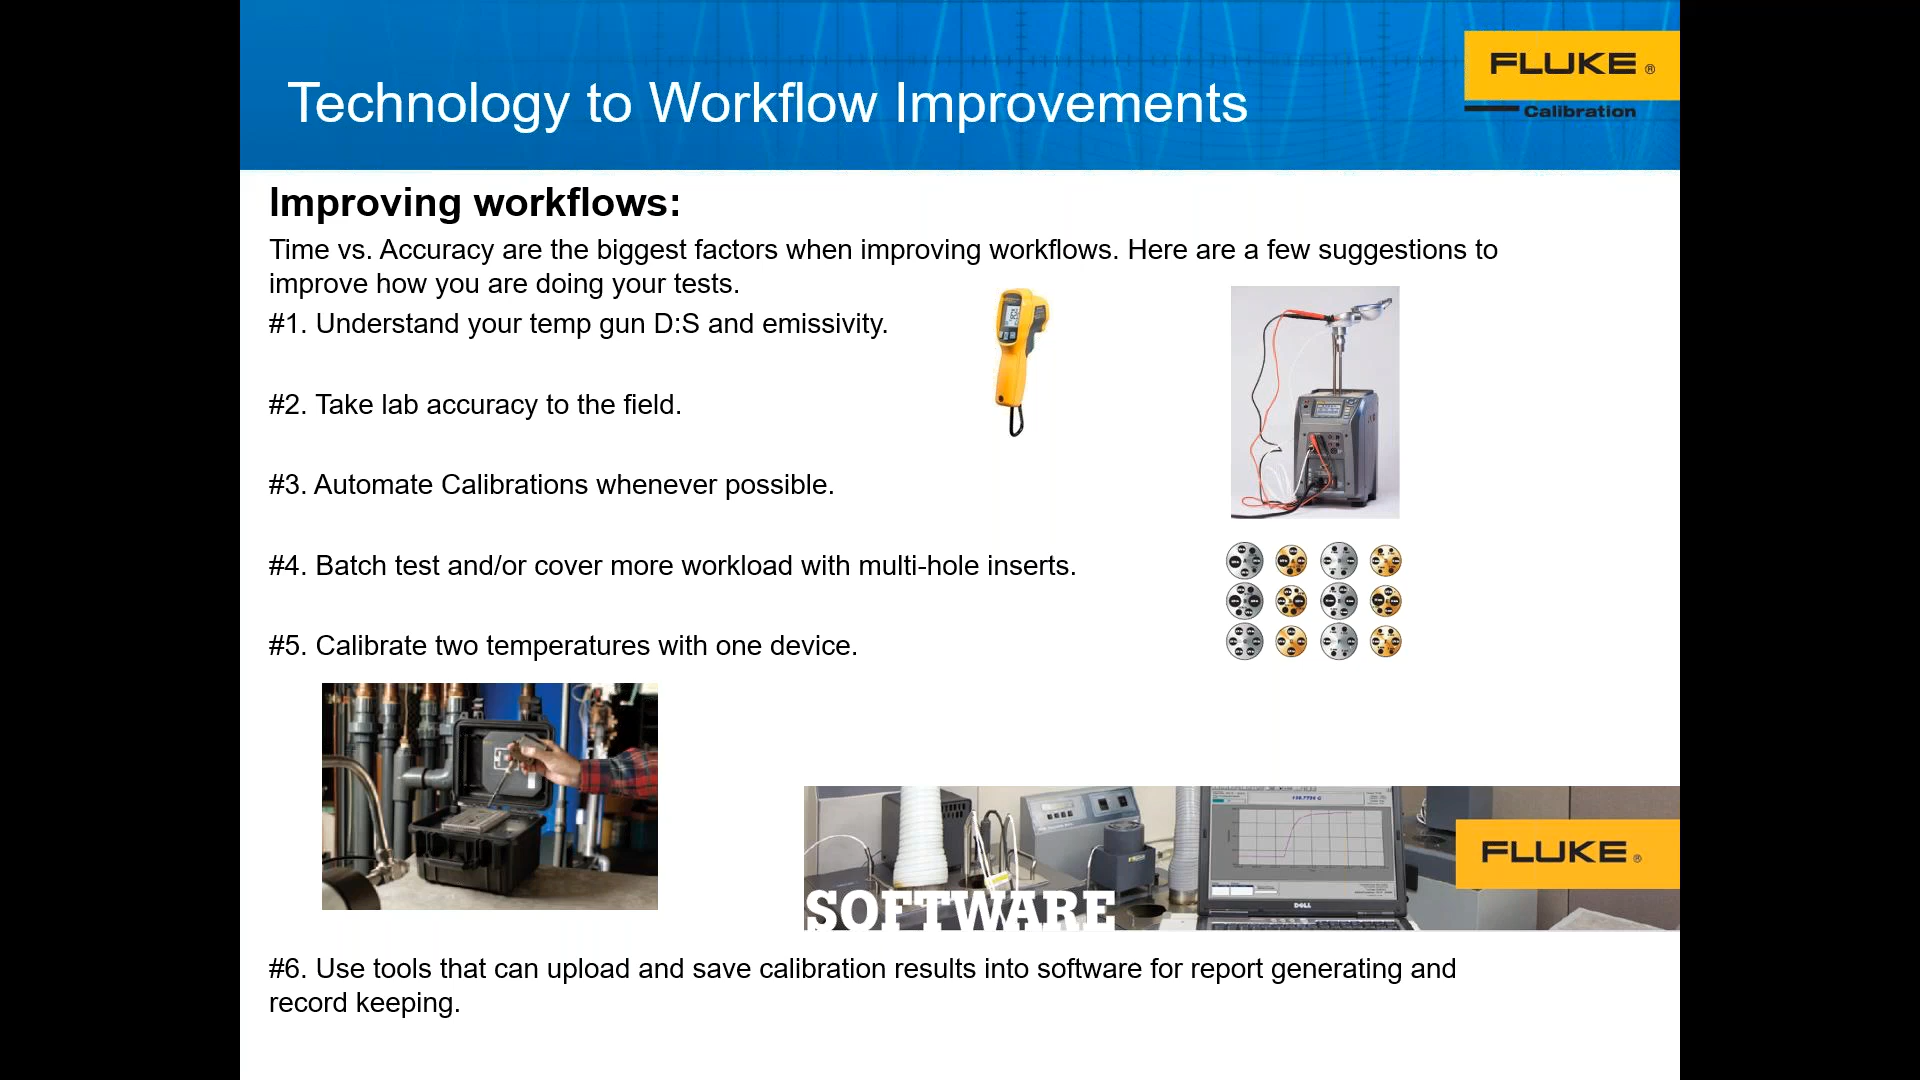 FLUKE ®
Calibration
Technology to Workflow Improvements
Improving workflows:
Time vs. Accuracy are the biggest factors when improving workflows. Here are a few suggestions to
improve how you are doing your tests.
#1. Understand your temp gun D:S and emissivity.
#2. Take lab accuracy to the field.
#3. Automate Calibrations whenever possible.
#4. Batch test and/or cover more workload with multi-hole inserts.
#5. Calibrate two temperatures with one device.
SOFTWARE
DELL
FLUKE ®
#6. Use tools that can upload and save calibration results into software for report generating and
record keeping.